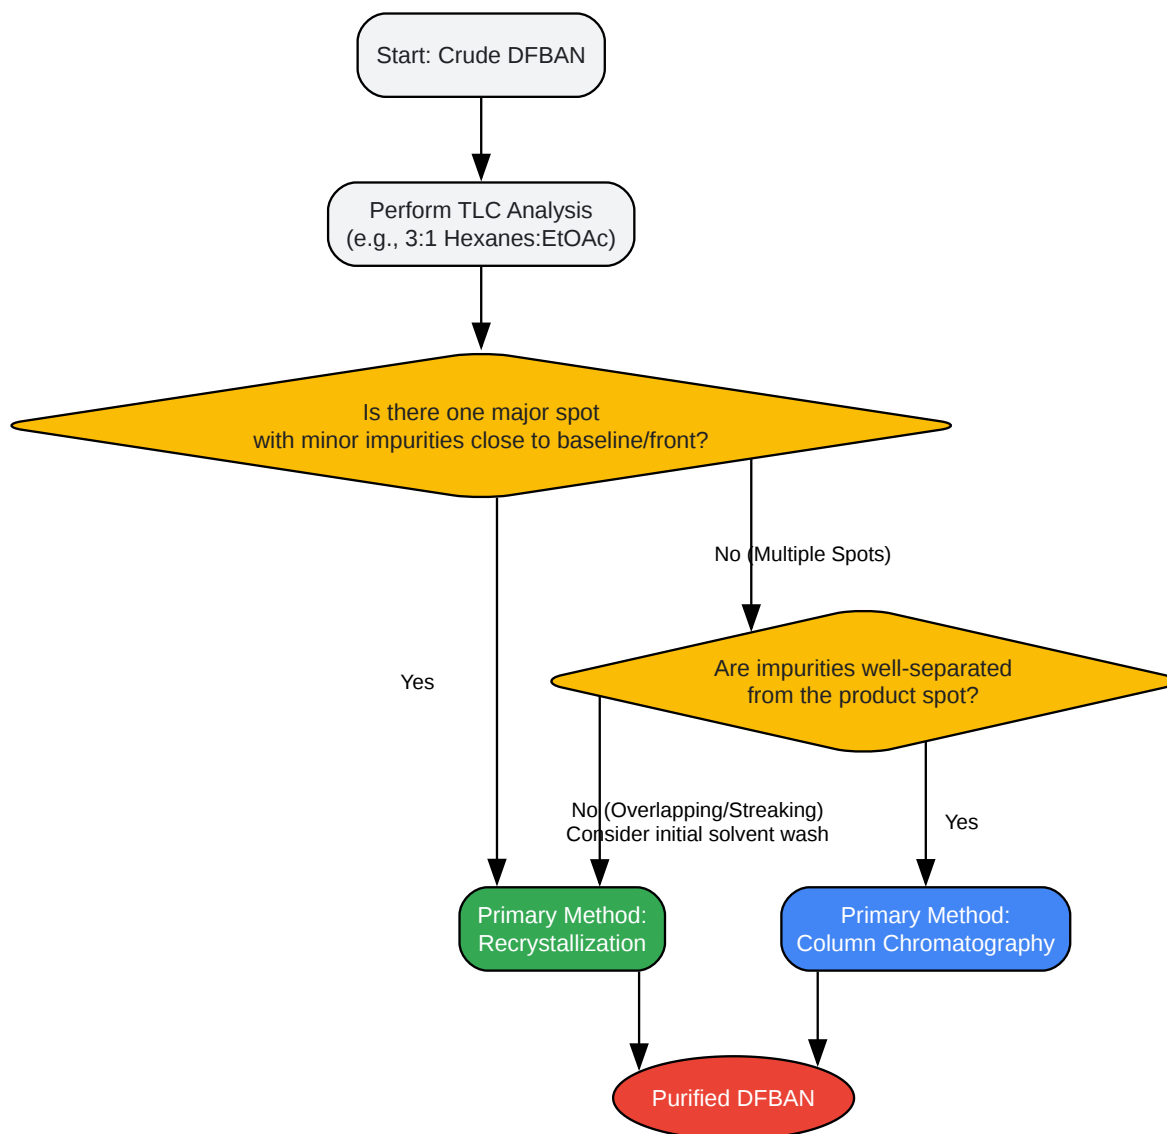 Start: Crude DFBAN
Perform TLC Analysis
(e.g., 3:1 Hexanes:EtOAc)
Is there one major spot
with minor impurities close to baseline/front?
No (Multiple Spots)
Are impurities well-separated
from the product spot?
Yes
No (Overlapping/Streaking)
Consider initial solvent wash
Yes
Primary Method:
Recrystallization
Primary Method:
Column Chromatography
Purified DFBAN